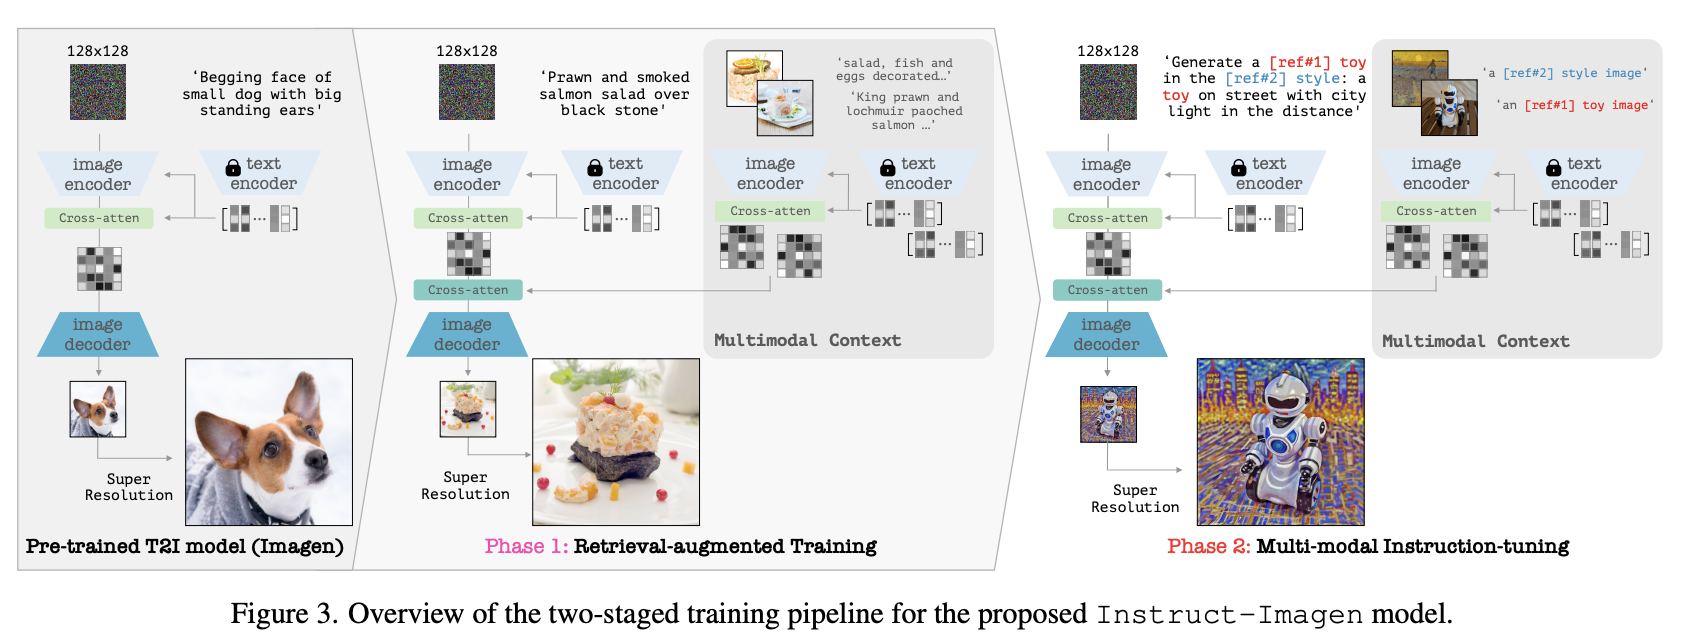 128x128
‘Begging face of
small dog with big
standing ears'
image
encoder
text
encoder
Cross-atten
image
decoder
Super
Resolution
Pre-trained T2I model (Imagen)
128x128
‘Prawn and smoked
salmon salad over
black stone’
image
encoder
text
encoder
Cross-atten
Cross-atten
image
decoder
Super
Resolution
‘salad, fish and
eggs decorated…’
‘King prawn and
lochmuir paoched
salmon …’
image
encoder
text
encoder
Cross-atten
Multimodal Context
Phase 1: Retrieval-augmented Training
128x128
‘Generate a [ref#1] toy
in the [ref#2] style: a
toy on street with city
light in the distance’
image
encoder
text
encoder
Cross-atten
Cross-atten
image
decoder
Super
Resolution
‘a [ref#2] style image‘
‘an [ref#1] toy image‘
image
encoder
text
encoder
Cross-atten
Multimodal Context
Phase 2: Multi-modal Instruction-tuning
Figure 3. Overview of the two-staged training pipeline for the proposed Instruct-Imagen model.